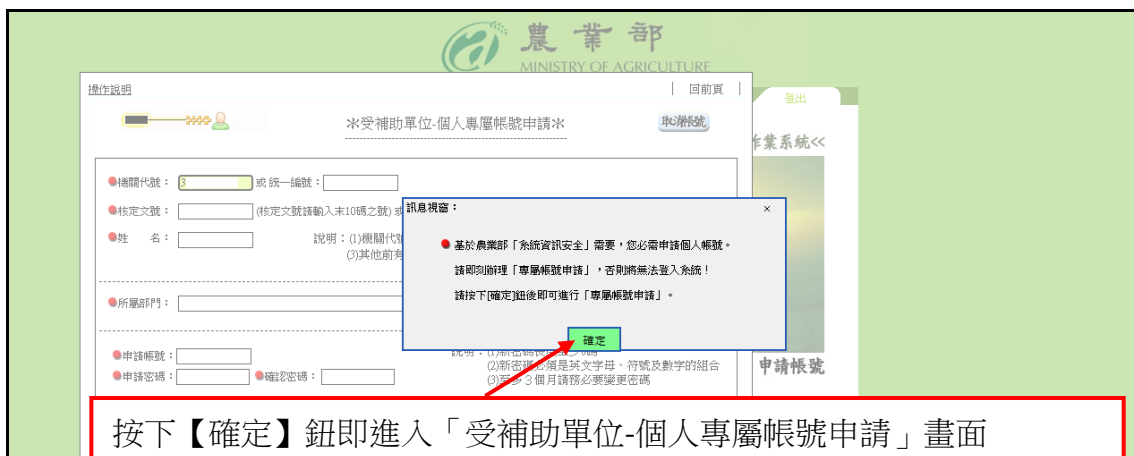 農業部
MINISTRY OF AGRICULTURE
操作說明
｜ 回前頁 ｜
登出
＊受補助單位-個人專屬帳號申請＊
取消帳號
作業系統<<
機關代號： 3 或 統一編號：
核定文號： (核定文號請輸入末10碼之號) 或
訊息視窗： ×
姓 名： 說明：(1)機關代號
(3)其他前有
基於農業部「系統資訊安全」需要，您必需申請個人帳號。
請即刻辦理「專屬帳號申請」，否則將無法登入系統！
請按下[確定]鈕後即可進行「專屬帳號申請」。
確定
所屬部門：
申請帳號：
(2)新密碼必須是英文字母、符號及數字的組合
申請密碼： 確認密碼：
(3)至少３個月請務必要變更密碼
申請帳號
按下【確定】鈕即進入「受補助單位-個人專屬帳號申請」畫面